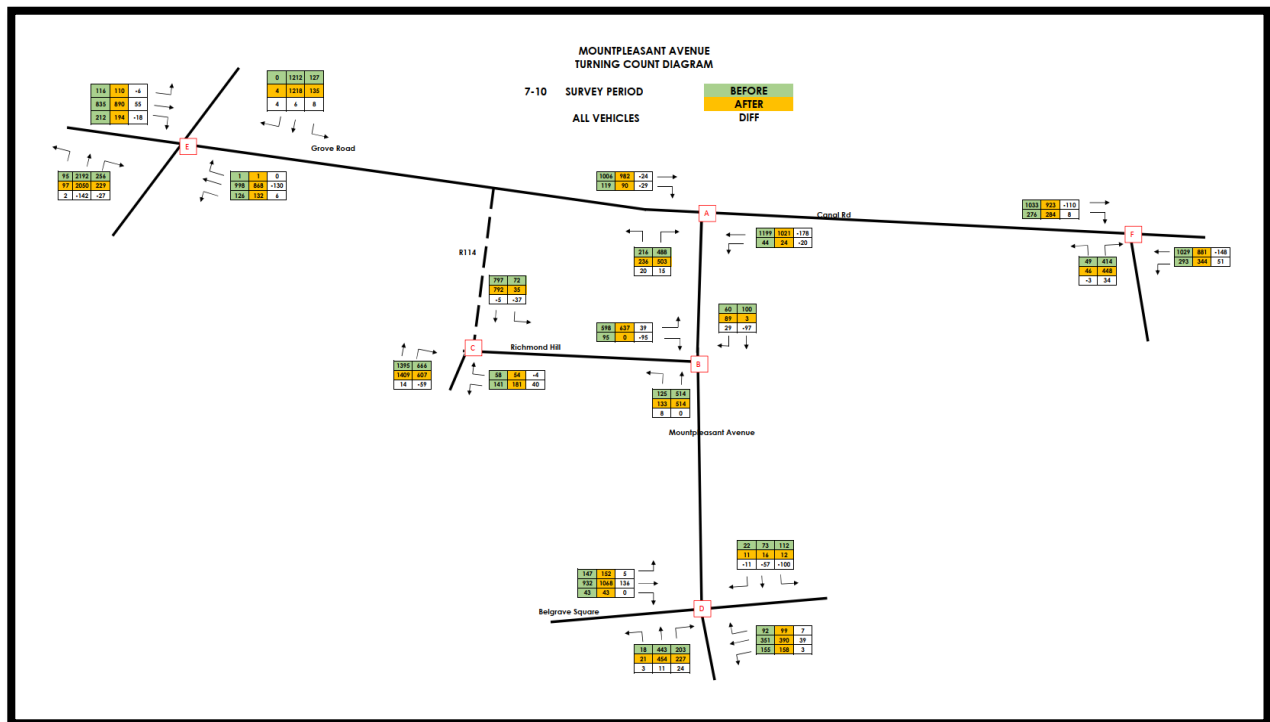 MOUNTPLEASANT AVENUE
TURNING COUNT DIAGRAM
7-10 SURVEY PERIOD BEFORE
AFTER
ALL VEHICLES DIFF
116 110 -6
835 890 55
212 194 -18
0 1212 127
4 1218 135
4 6 8
E
Grove Road
95 2192 256
97 2050 229
2 -142 -27
1 1 0
998 868 -130
126 132 6
1006 982 -24
119 90 -29
A
Canal Rd
1033 923 -110
276 284 8
F
216 488
236 503
20 15
1199 1021 -178
44 24 -20
49 414
46 448
-3 34
1029 881 -148
293 344 51
R114
797 72
792 35
-5 -37
598 637 39
95 0 -95
60 100
89 3
29 -97
C
Richmond Hill
B
1395 666
1409 607
14 -59
58 54 -4
141 181 40
125 514
133 514
8 0
Mountpleasant Avenue
22 73 112
11 16 12
-11 -57 -100
147 152 5
932 1068 136
43 43 0
Belgrave Square
D
18 443 203
21 454 227
3 11 24
92 99 7
351 390 39
155 158 3